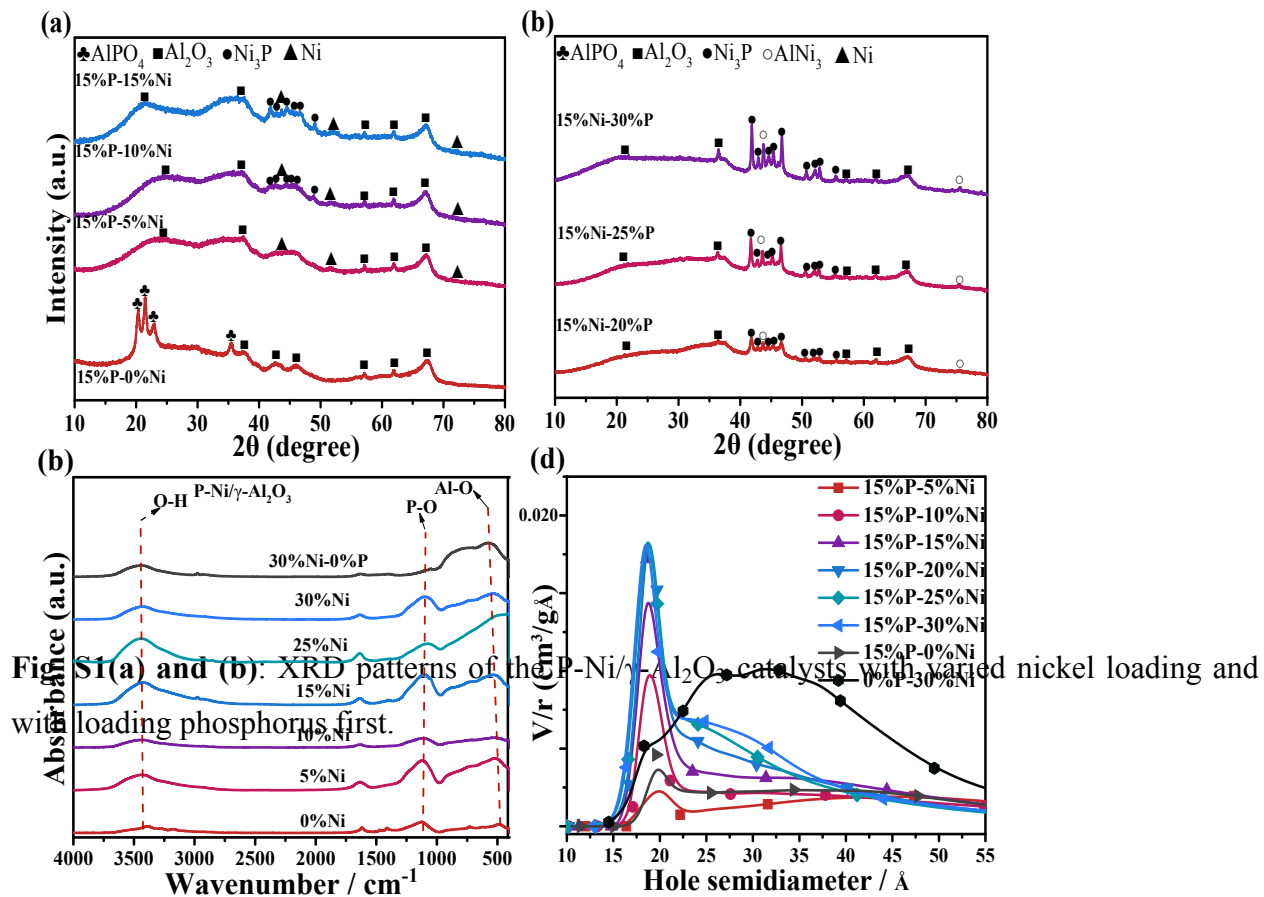 (a)
♣AlPO₄ ■Al₂O₃ ●Ni₃P ▲Ni
15%P-15%Ni
15%P-10%Ni
15%P-5%Ni
15%P-0%Ni
Intensity (a.u.)
10 20 30 40 50 60 70 80
2θ (degree)
(b)
♣AlPO₄ ■Al₂O₃ ●Ni₃P ○AlNi₃ ▲Ni
15%Ni-30%P
15%Ni-25%P
15%Ni-20%P
10 20 30 40 50 60 70 80
2θ (degree)
(b)
O-H P-Ni/γ-Al₂O₃ P-O Al-O
30%Ni-0%P
30%Ni
25%Ni
15%Ni
10%Ni
5%Ni
0%Ni
Absorbance (a.u.)
4000 3500 3000 2500 2000 1500 1000 500
Wavenumber / cm⁻¹
(d)
0.020
15%P-5%Ni
15%P-10%Ni
15%P-15%Ni
15%P-20%Ni
15%P-25%Ni
15%P-30%Ni
15%P-0%Ni
0%P-30%Ni
V/r (cm³/gÅ)
10 15 20 25 30 35 40 45 50 55
Hole semidiameter / Å
Fig. S1(a) and (b): XRD patterns of the P-Ni/γ-Al₂O₃ catalysts with varied nickel loading and
with loading phosphorus first.